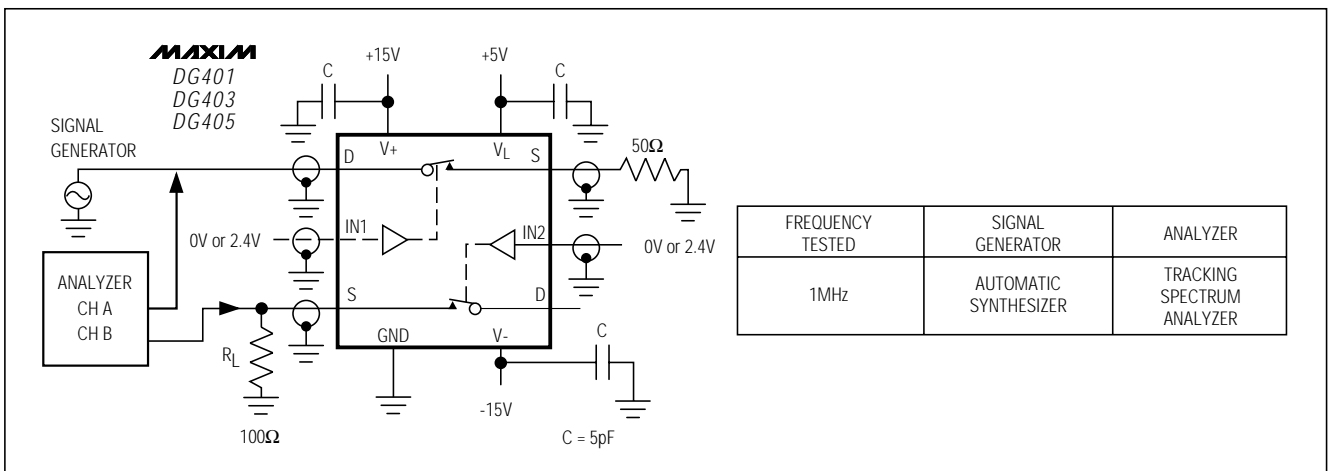 MAXIM
DG401
DG403
DG405
+15V
+5V
C
C
SIGNAL
GENERATOR
D
V+
VL
S
50Ω
0V or 2.4V
IN1
IN2
0V or 2.4V
ANALYZER
CH A
CH B
S
D
RL
GND
V-
C
-15V
100Ω
C = 5pF
FREQUENCY
TESTED
SIGNAL
GENERATOR
ANALYZER
1MHz
AUTOMATIC
SYNTHESIZER
TRACKING
SPECTRUM
ANALYZER